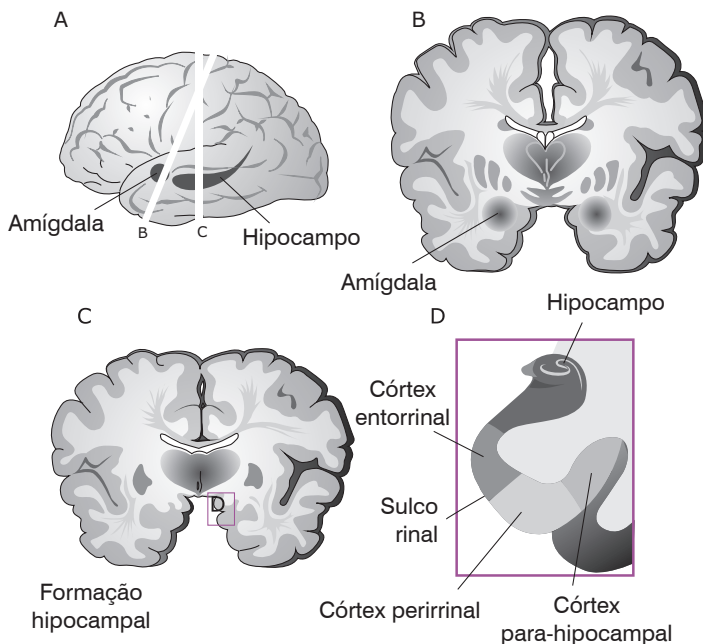 A
Amígdala
B
C
Hipocampo
B
Amígdala
C
D
Formação
hipocampal
D
Hipocampo
Córtex
entorrinal
Sulco
rinal
Córtex perirrinal
Córtex
para-hipocampal